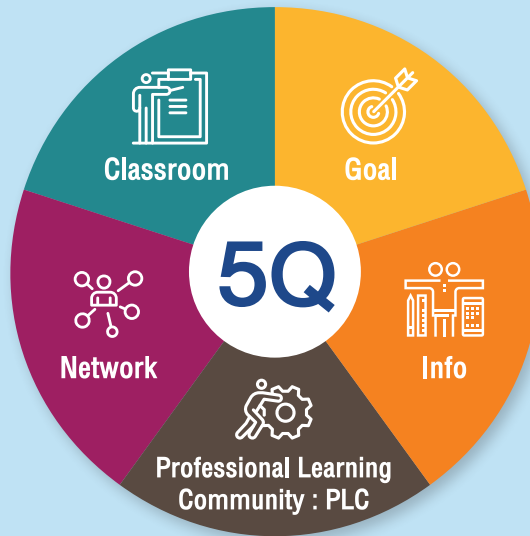 Classroom
Goal
5Q
Network
Info
Professional Learning
Community : PLC